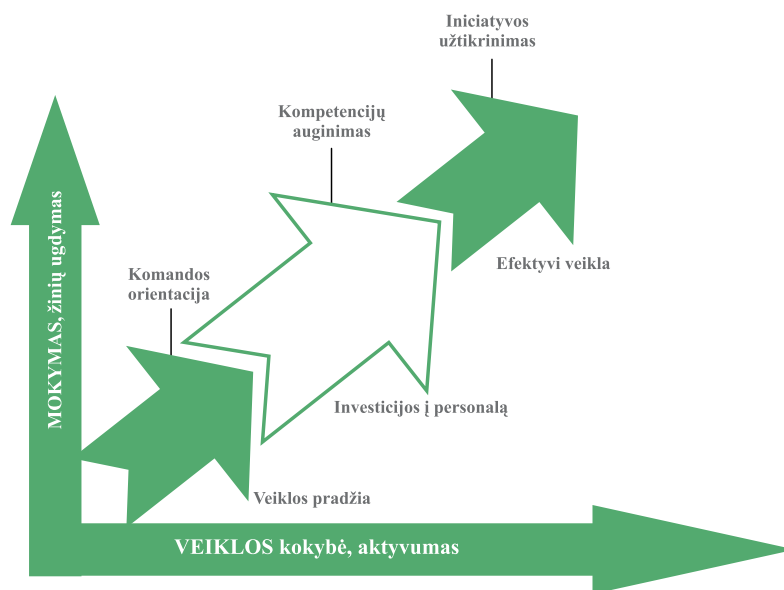 Iniciatyvos
užtikrinimas
Kompetencijų
auginimas
Efektyvi veikla
Komandos
orientacija
MOKYMAS, žinių ugdymas
Investicijos į personalą
Veiklos pradžia
VEIKLOS kokybė, aktyvumas